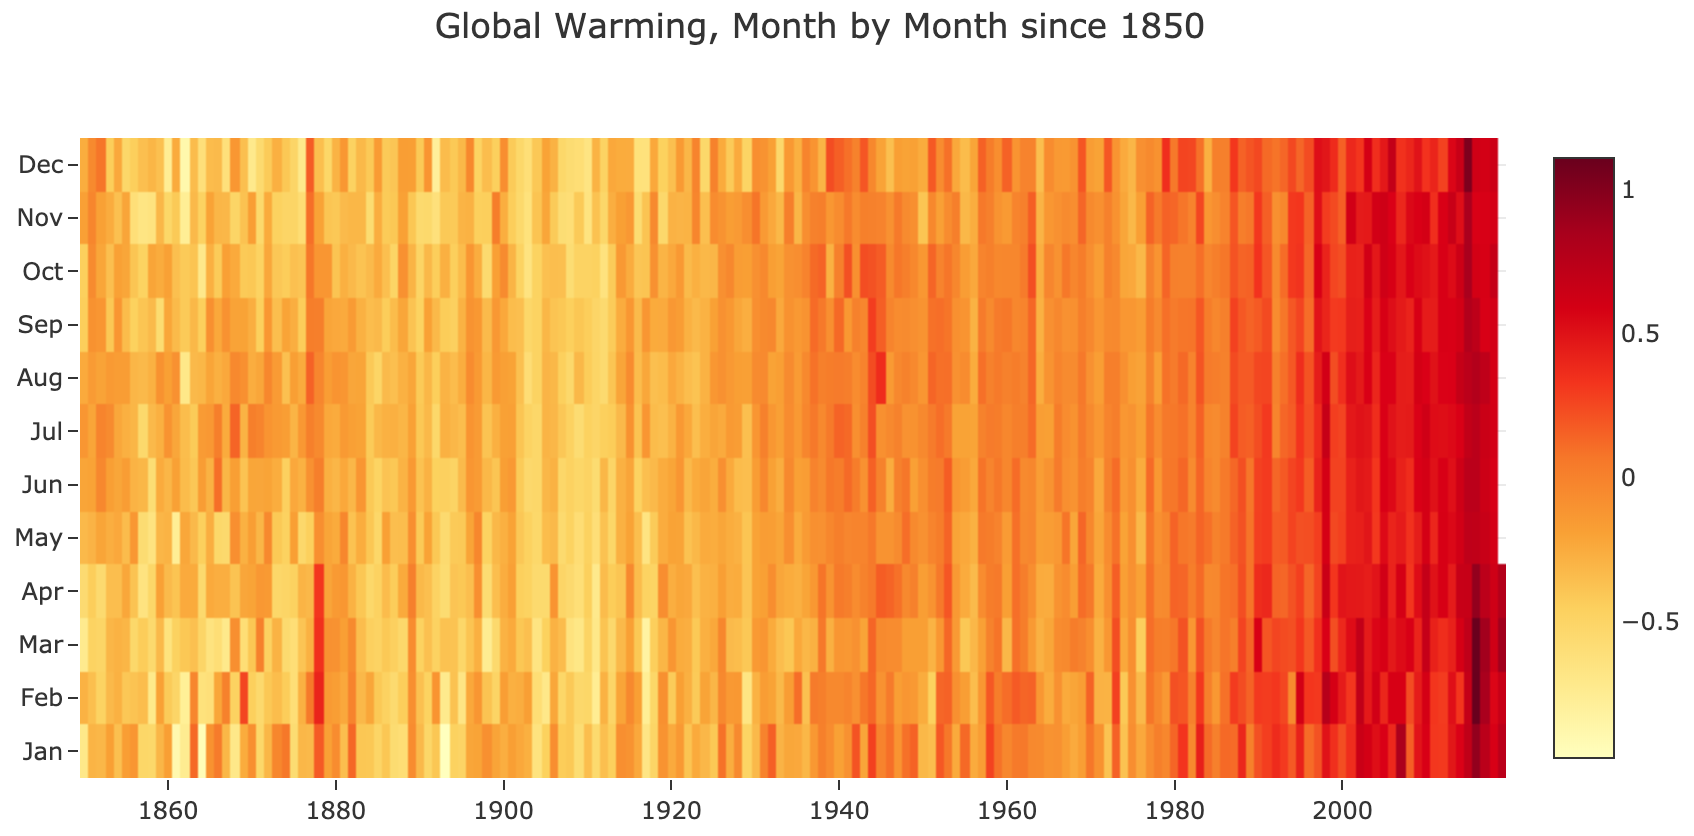 Global Warming, Month by Month since 1850
Dec
Nov
Oct
Sep
Aug
Jul
Jun
May
Apr
Mar
Feb
Jan
1860 1880 1900 1920 1940 1960 1980 2000
1
0.5
0
−0.5